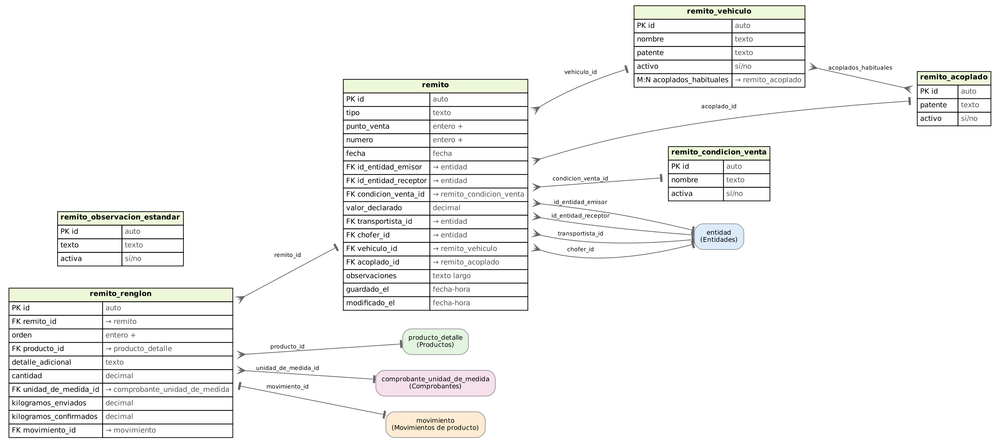 remito_vehiculo
PK id auto
nombre texto
patente texto
activo sí/no
M:N acoplados_habituales → remito_acoplado
acoplados_habituales
remito_acoplado
PK id auto
patente texto
activo sí/no
vehiculo_id
acoplado_id
remito
PK id auto
tipo texto
punto_venta entero +
numero entero +
fecha fecha
FK id_entidad_emisor → entidad
FK id_entidad_receptor → entidad
FK condicion_venta_id → remito_condicion_venta
valor_declarado decimal
FK transportista_id → entidad
FK chofer_id → entidad
FK vehiculo_id → remito_vehiculo
FK acoplado_id → remito_acoplado
observaciones texto largo
guardado_el fecha-hora
modificado_el fecha-hora
condicion_venta_id
remito_condicion_venta
PK id auto
nombre texto
activa sí/no
id_entidad_emisor
id_entidad_receptor
transportista_id
chofer_id
entidad
(Entidades)
remito_observacion_estandar
PK id auto
texto texto
activa sí/no
remito_id
remito_renglon
PK id auto
FK remito_id → remito
orden entero +
FK producto_id → producto_detalle
detalle_adicional texto
cantidad decimal
FK unidad_de_medida_id → comprobante_unidad_de_medida
kilogramos_enviados decimal
kilogramos_confirmados decimal
FK movimiento_id → movimiento
producto_id
producto_detalle
(Productos)
unidad_de_medida_id
comprobante_unidad_de_medida
(Comprobantes)
movimiento_id
movimiento
(Movimientos de producto)